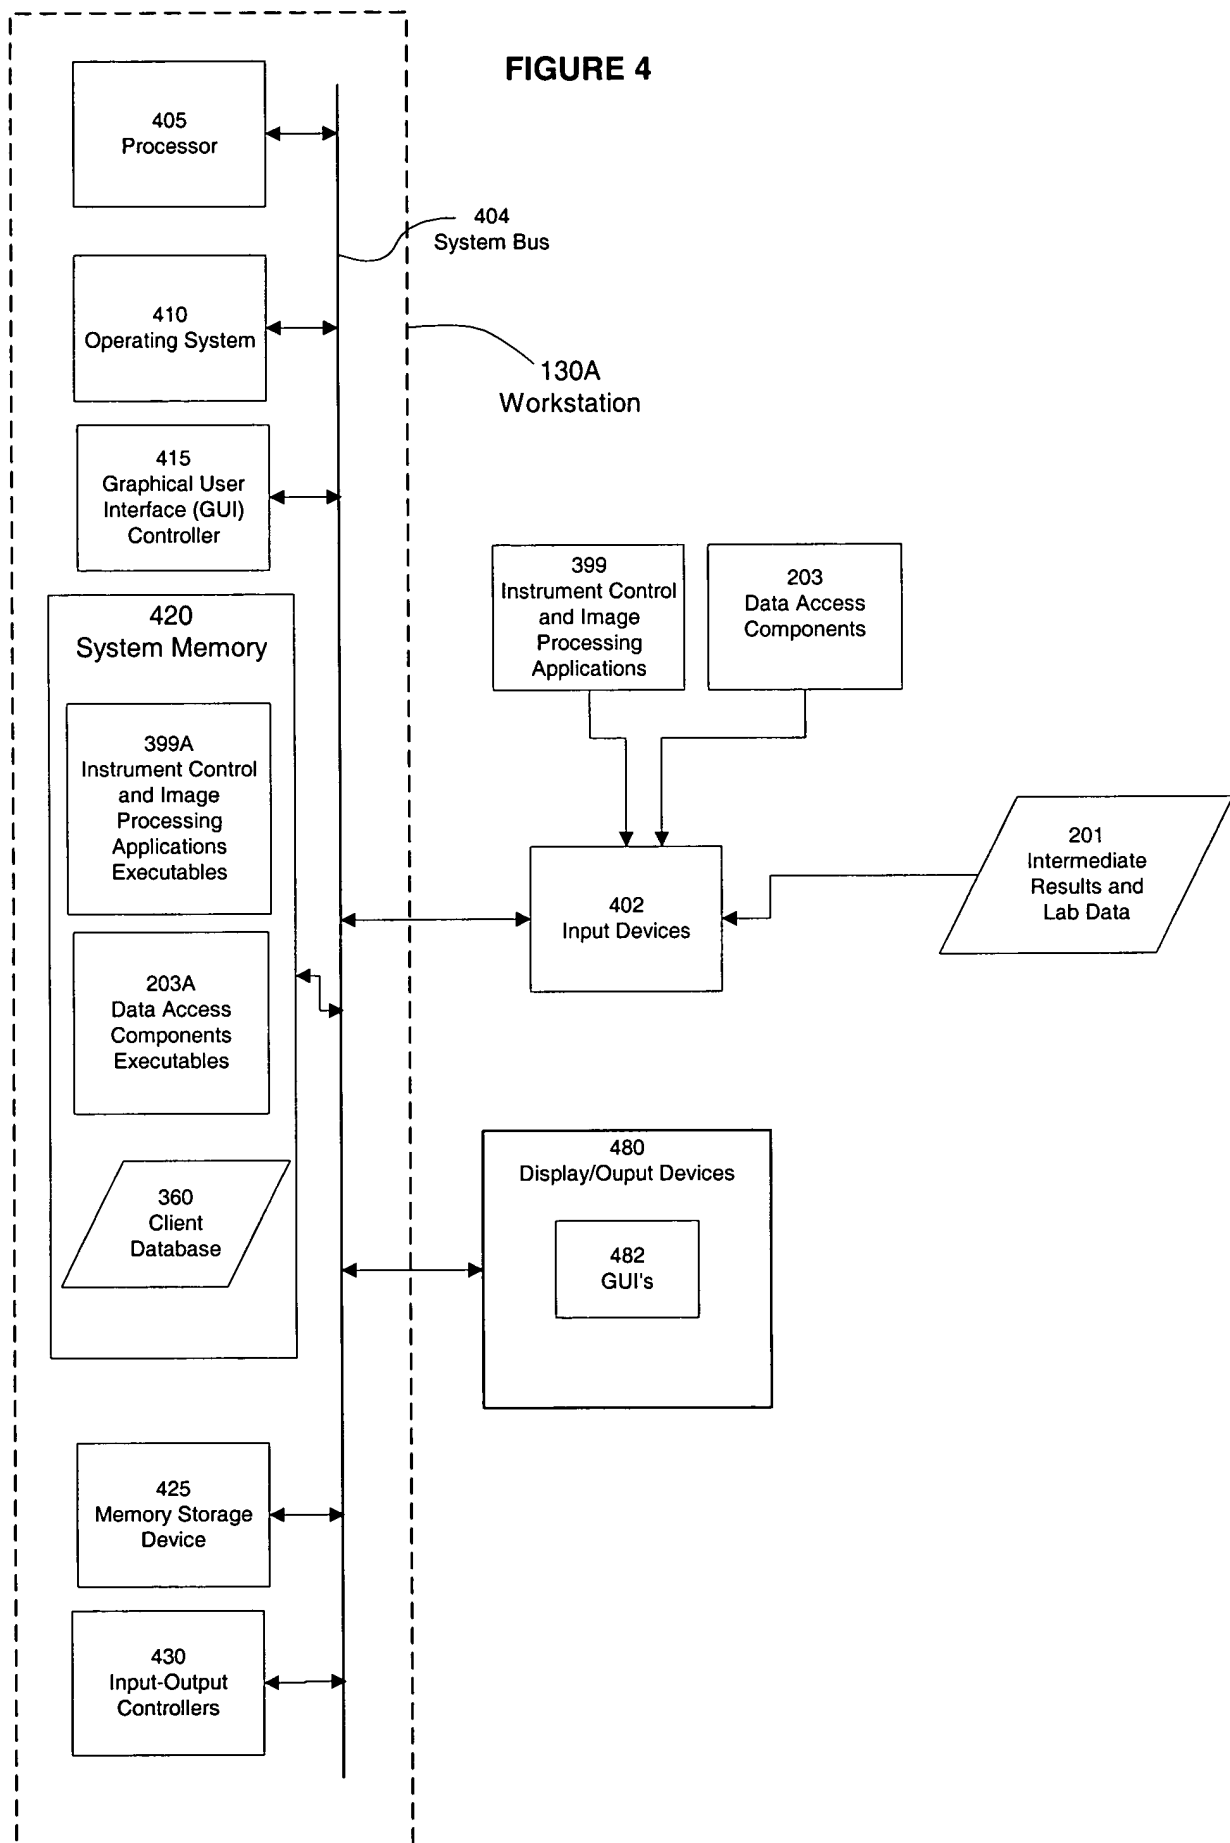 FIGURE 4
405
Processor
404
System Bus
410
Operating System
130A
Workstation
415
Graphical User
Interface (GUI)
Controller
420
System Memory
399A
Instrument Control
and Image
Processing
Applications
Executables
203A
Data Access
Components
Executables
360
Client
Database
399
Instrument Control
and Image
Processing
Applications
203
Data Access
Components
402
Input Devices
201
Intermediate
Results and
Lab Data
480
Display/Ouput Devices
482
GUI's
425
Memory Storage
Device
430
Input-Output
Controllers